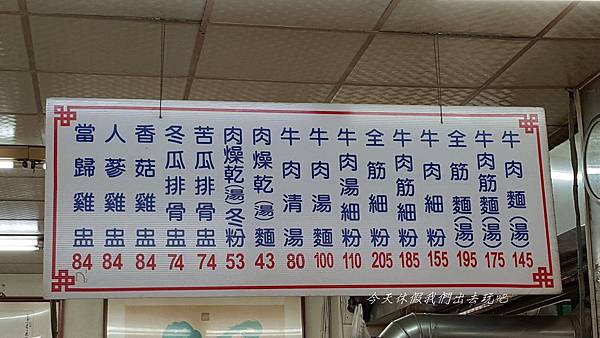 牛肉麵(湯) 145
牛肉筋麵(湯) 175
全筋麵(湯) 195
牛肉細粉 155
牛肉筋細粉 185
全筋細粉 205
牛肉湯細粉 110
牛肉湯麵 100
牛肉清湯 80
肉燥乾(湯)麵 43
肉燥乾(湯)冬粉 53
苦瓜排骨盅 74
冬瓜排骨盅 74
香菇雞盅 84
人蔘雞盅 84
當歸雞盅 84
今天休假我們出去玩吧